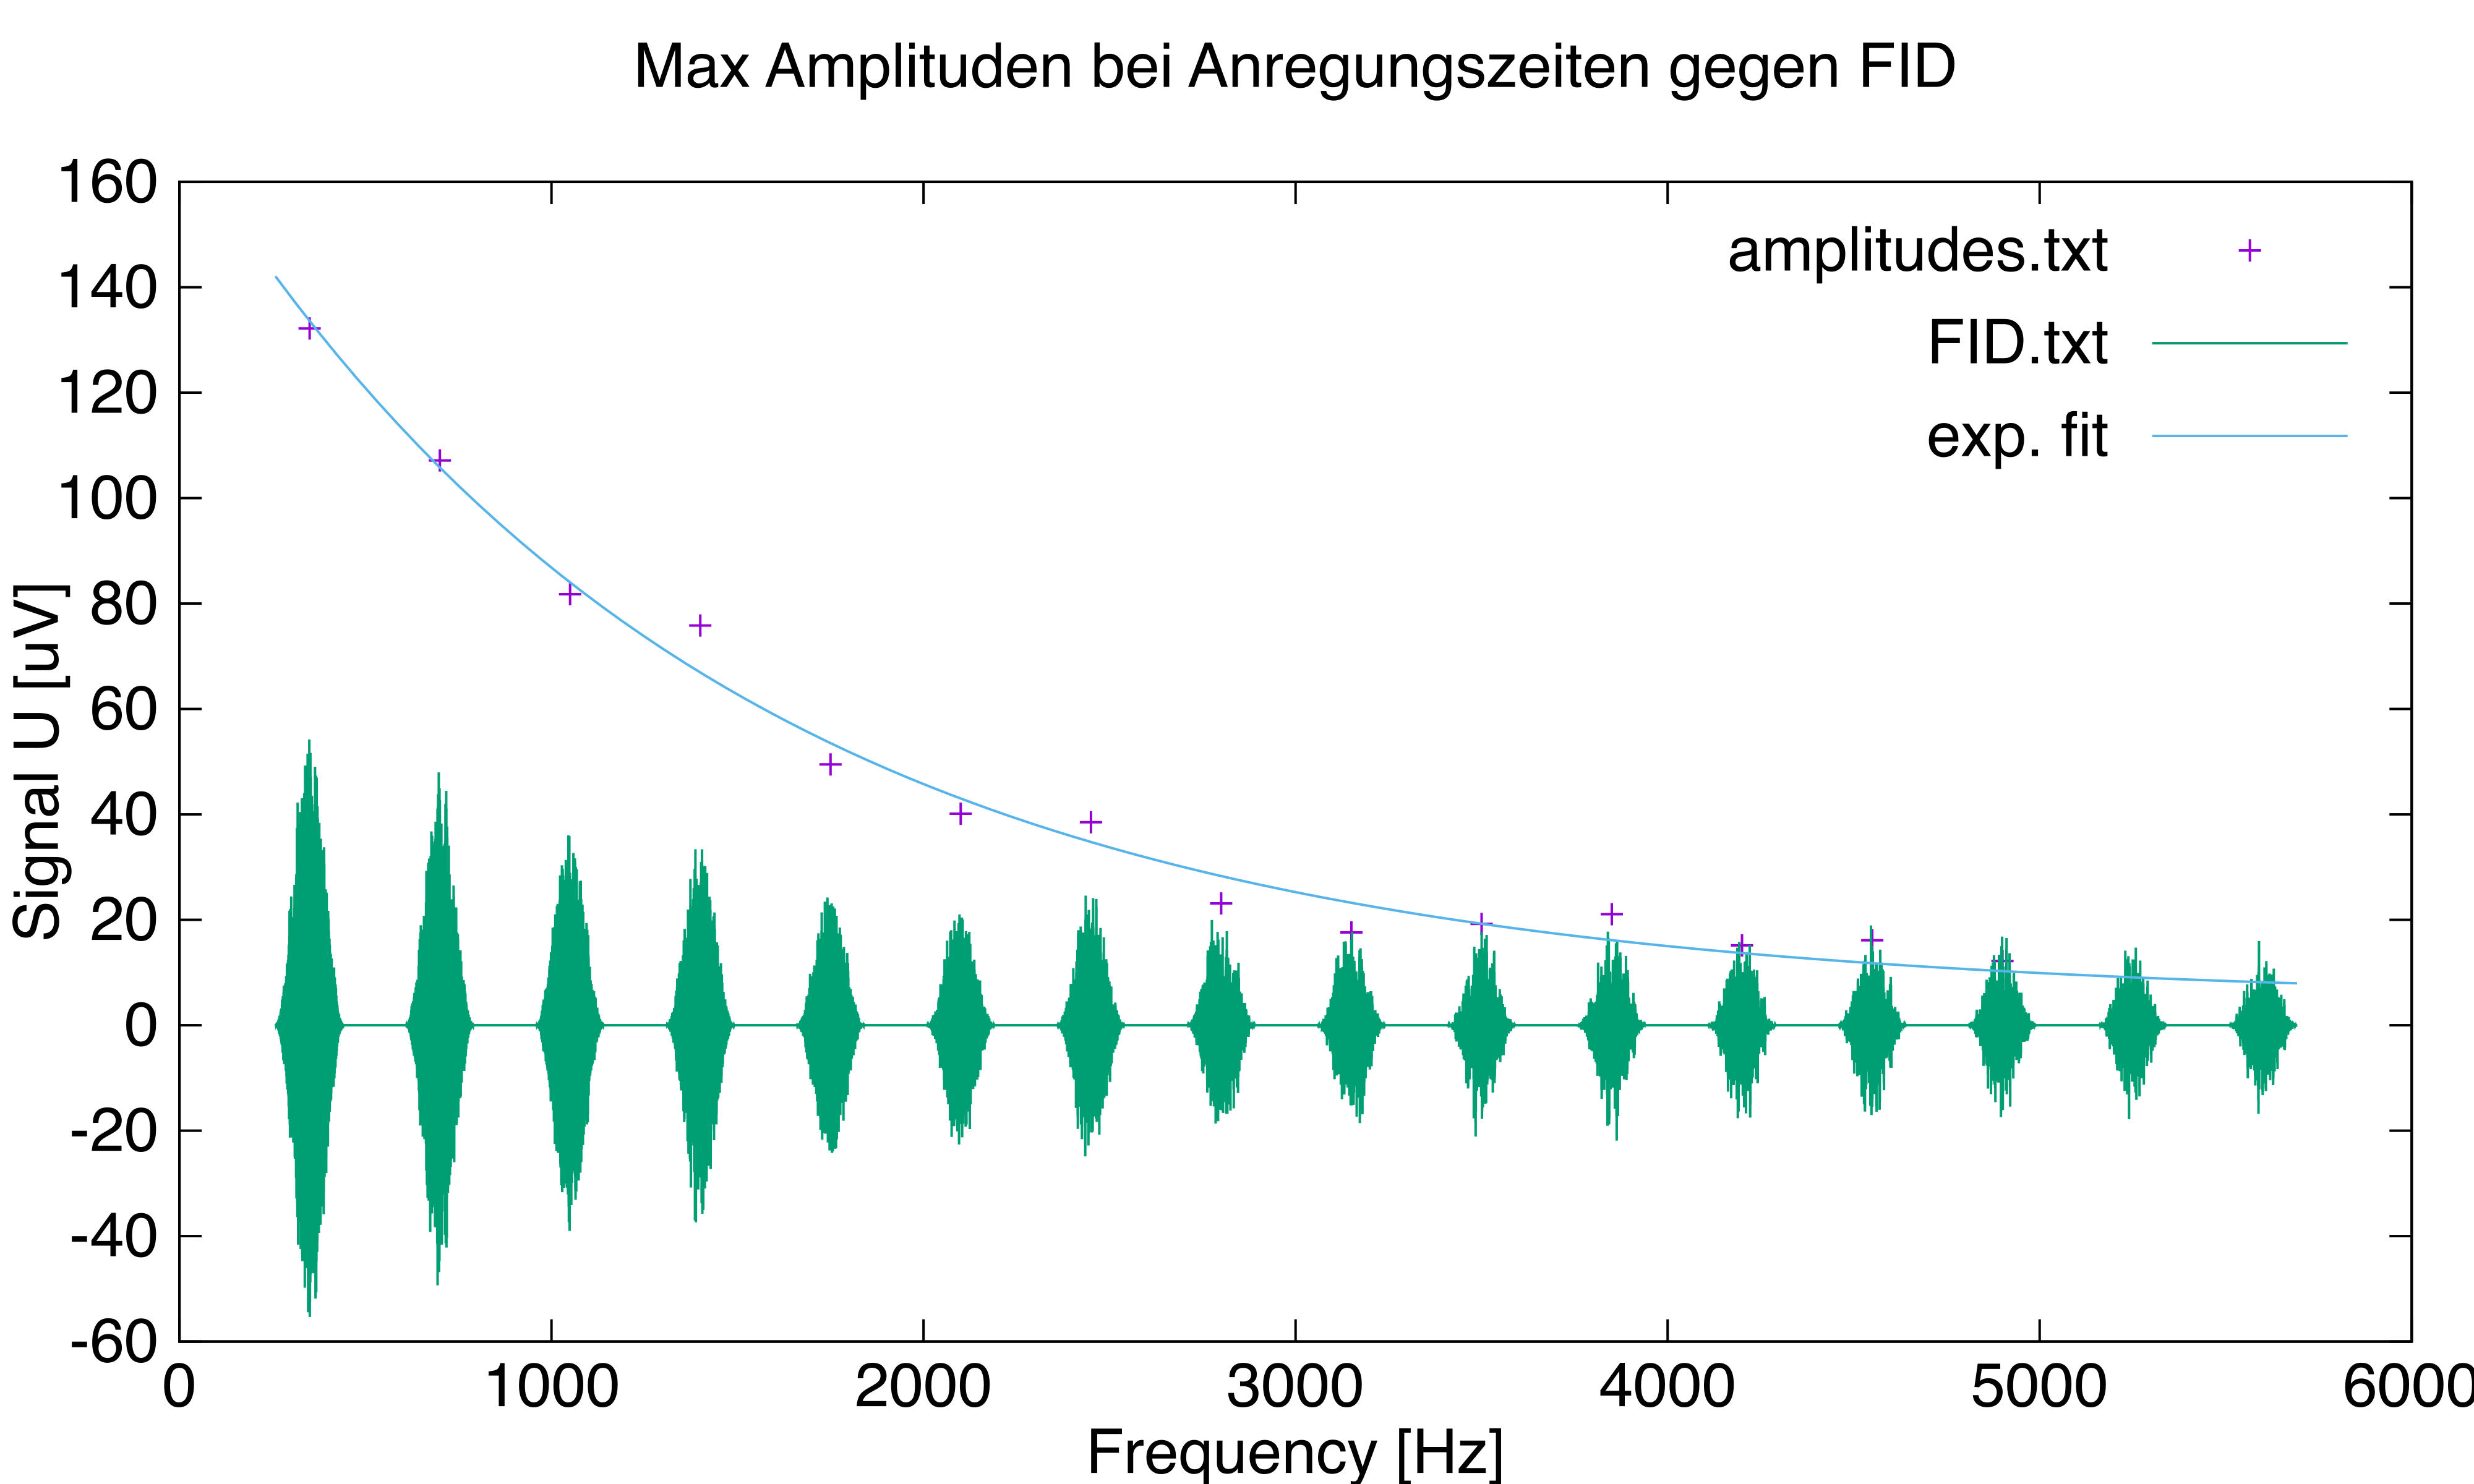 Max Amplituden bei Anregungszeiten gegen FID
160
140
120
100
80
60
40
20
0
-20
-40
-60
Signal U [uV]
amplitudes.txt
FID.txt
exp. fit
0 1000 2000 3000 4000 5000 6000
Frequency [Hz]